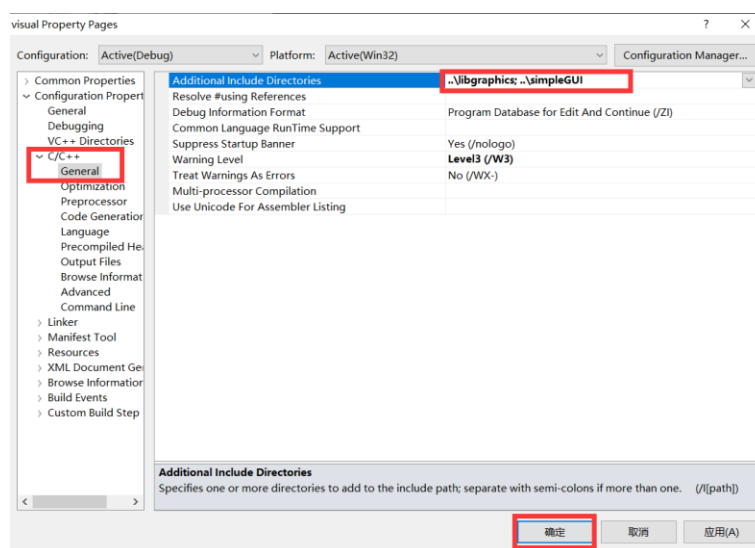 visual Property Pages ? ×
Configuration: Active(Debug) Platform: Active(Win32) Configuration Manager...
Common Properties
Configuration Propert
General
Debugging
VC++ Directories
C/C++
General
Optimization
Preprocessor
Code Generation
Language
Precompiled He
Output Files
Browse Informat
Advanced
Command Line
Linker
Manifest Tool
Resources
XML Document Ge
Browse Information
Build Events
Custom Build Step
Additional Include Directories ..\libgraphics; ..\simpleGUI
Resolve #using References
Debug Information Format Program Database for Edit And Continue (/ZI)
Common Language RunTime Support
Suppress Startup Banner Yes (/nologo)
Warning Level Level3 (/W3)
Treat Warnings As Errors No (/WX-)
Multi-processor Compilation
Use Unicode For Assembler Listing
Additional Include Directories
Specifies one or more directories to add to the include path; separate with semi-colons if more than one. (/I[path])
确定 取消 应用(A)